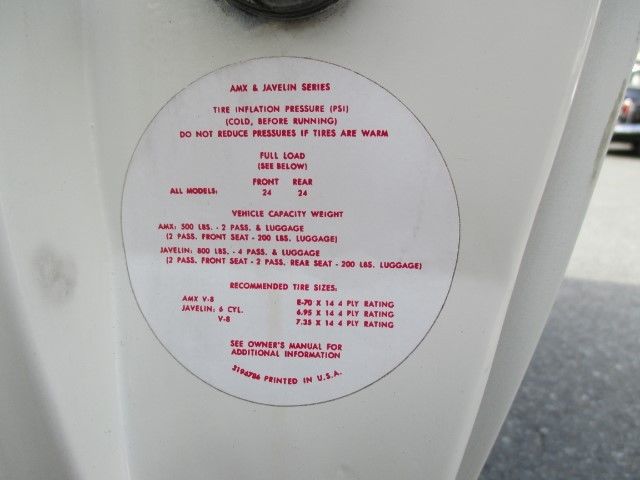 AMX & JAVELIN SERIES
TIRE INFLATION PRESSURE (PSI)
(COLD, BEFORE RUNNING)
DO NOT REDUCE PRESSURES IF TIRES ARE WARM
FULL LOAD
(SEE BELOW)
FRONT REAR
ALL MODELS: 24 24
VEHICLE CAPACITY WEIGHT
AMX: 500 LBS. - 2 PASS. & LUGGAGE
(2 PASS. FRONT SEAT - 200 LBS. LUGGAGE)
JAVELIN: 800 LBS. - 4 PASS. & LUGGAGE
(2 PASS. FRONT SEAT - 2 PASS. REAR SEAT - 200 LBS. LUGGAGE)
RECOMMENDED TIRE SIZES:
AMX V-8 E-70 X 14 4 PLY RATING
JAVELIN: 6 CYL. 6.95 X 14 4 PLY RATING
V-8 7.35 X 14 4 PLY RATING
SEE OWNER'S MANUAL FOR
ADDITIONAL INFORMATION
3196786 PRINTED IN U.S.A.